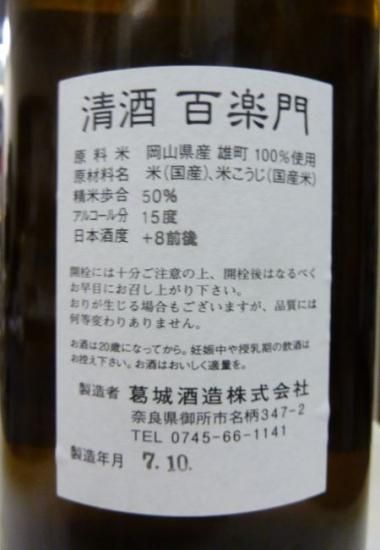 清酒 百楽門
原料米 岡山県産 雄町 100%使用
原材料名 米(国産)、米こうじ(国産米)
精米歩合 50%
アルコール分 15度
日本酒度 +8前後
開栓には十分ご注意の上、開栓後はなるべく
お早目にお召し上がり下さい。
おりが生じる場合もございますが、品質には
何等変わりありません。
お酒は20歳になってから。妊娠中や授乳期の飲酒は
お控え下さい。お酒はおいしく適量を。
製造者 葛城酒造株式会社
奈良県御所市名柄347-2
TEL 0745-66-1141
製造年月 7.10.